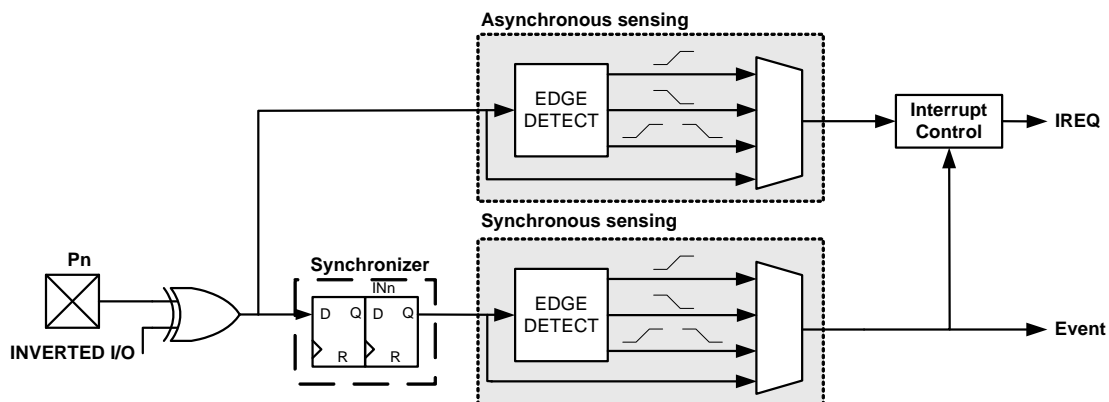 Asynchronous sensing
EDGE
DETECT
Interrupt
Control
IREQ
Synchronous sensing
Pn
Synchronizer
INn
D Q D Q
R R
EDGE
DETECT
INVERTED I/O
Event